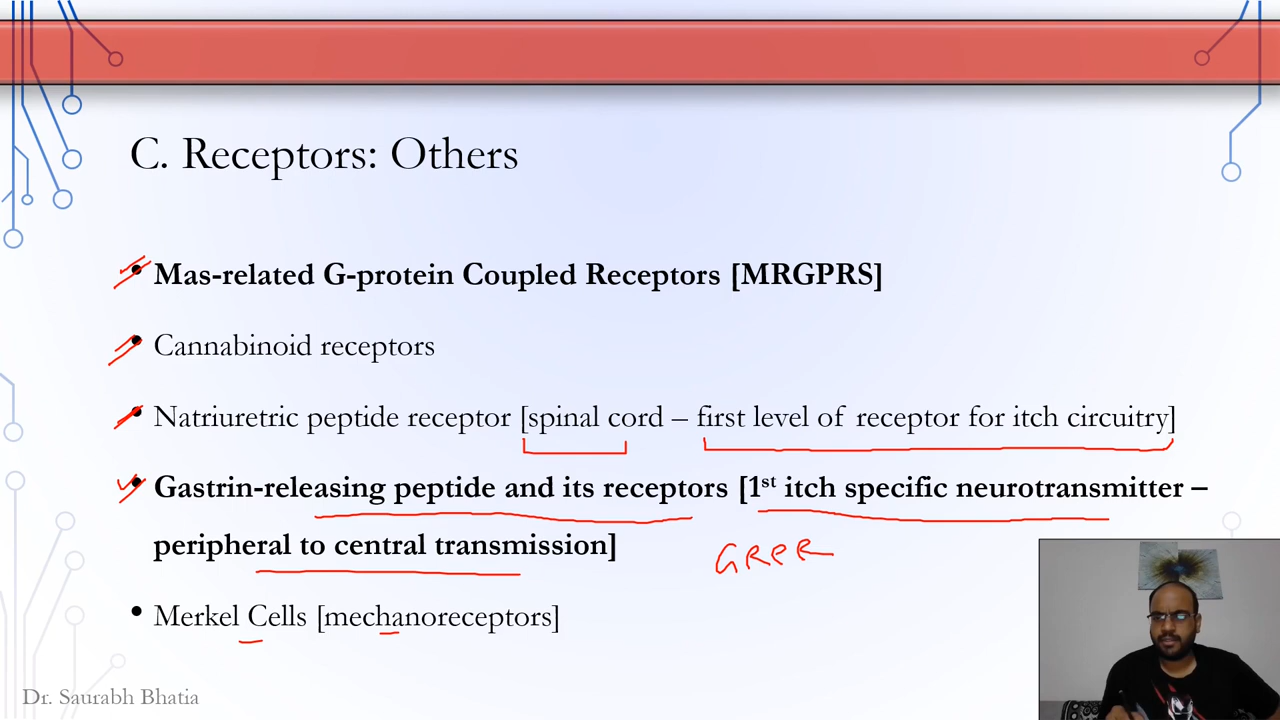 C. Receptors: Others
• Mas-related G-protein Coupled Receptors [MRGPRS]
• Cannabinoid receptors
• Natriuretric peptide receptor [spinal cord – first level of receptor for itch circuitry]
• Gastrin-releasing peptide and its receptors [1st itch specific neurotransmitter –
peripheral to central transmission]
GRPR
• Merkel Cells [mechanoreceptors]
Dr. Saurabh Bhatia